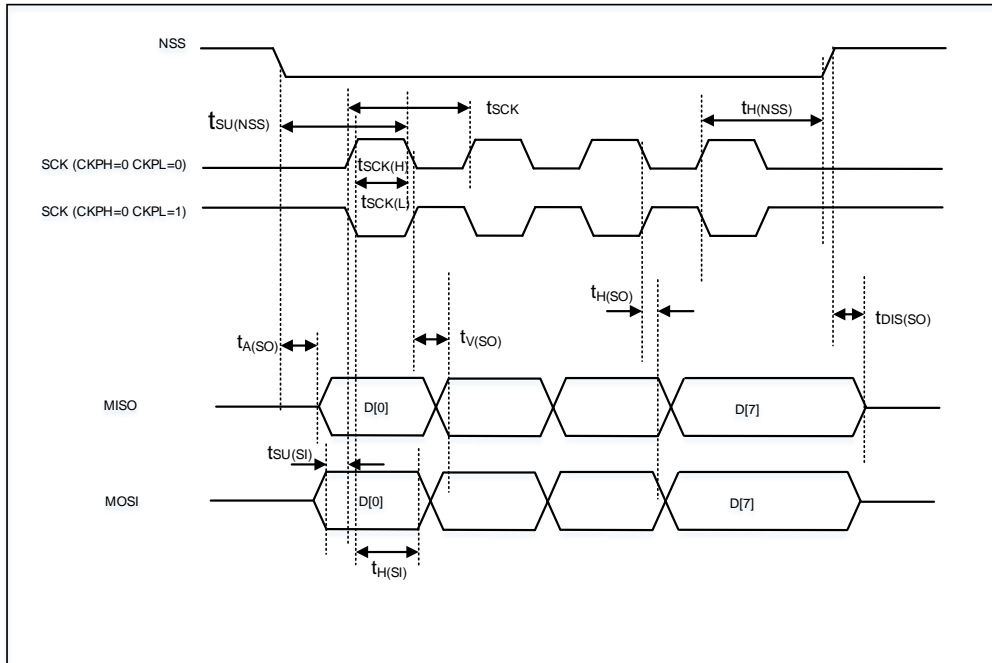 NSS
tSCK
tSU(NSS)
tH(NSS)
SCK (CKPH=0 CKPL=0)
tSCK(H)
tSCK(L)
SCK (CKPH=0 CKPL=1)
tH(SO)
tDIS(SO)
tV(SO)
tA(SO)
MISO
D[0]
D[7]
tSU(SI)
MOSI
D[0]
D[7]
tH(SI)